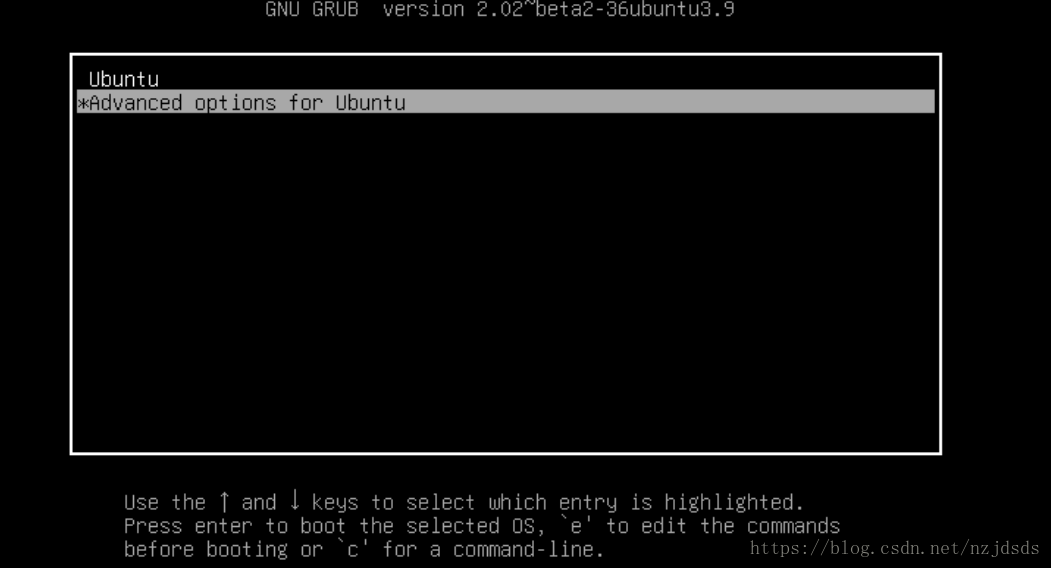 GNU GRUB  version 2.02~beta2-36ubuntu3.9
Ubuntu
*Advanced options for Ubuntu
Use the ↑ and ↓ keys to select which entry is highlighted.
Press enter to boot the selected OS, `e' to edit the commands
before booting or `c' for a command-line.
https://blog.csdn.net/nzjdsds